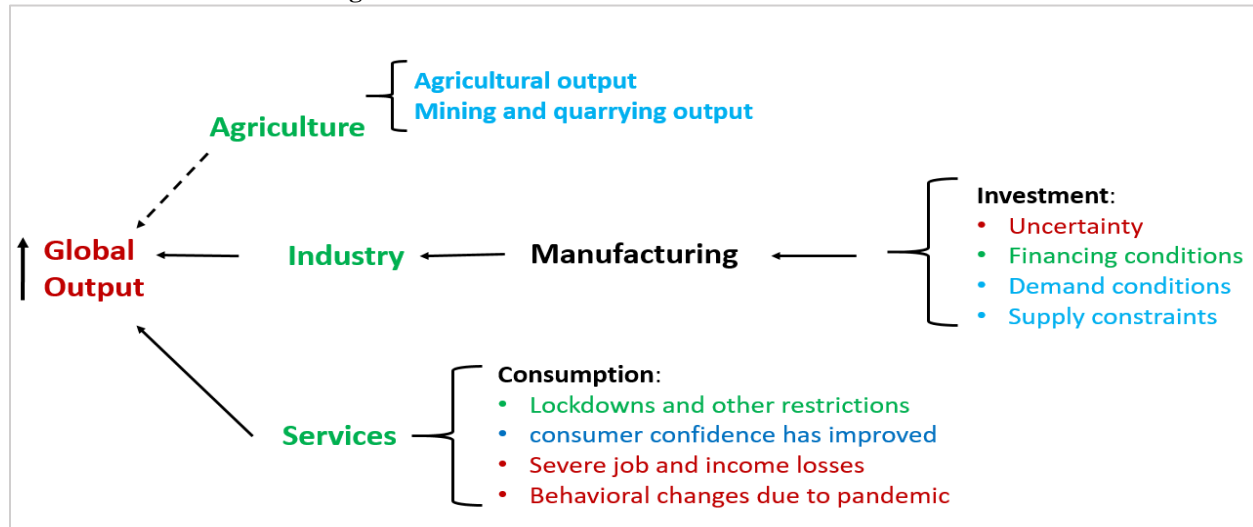 Agricultural output
Mining and quarrying output
Agriculture
Global
Output
Industry
Manufacturing
Investment:
• Uncertainty
• Financing conditions
• Demand conditions
• Supply constraints
Services
Consumption:
• Lockdowns and other restrictions
• consumer confidence has improved
• Severe job and income losses
• Behavioral changes due to pandemic